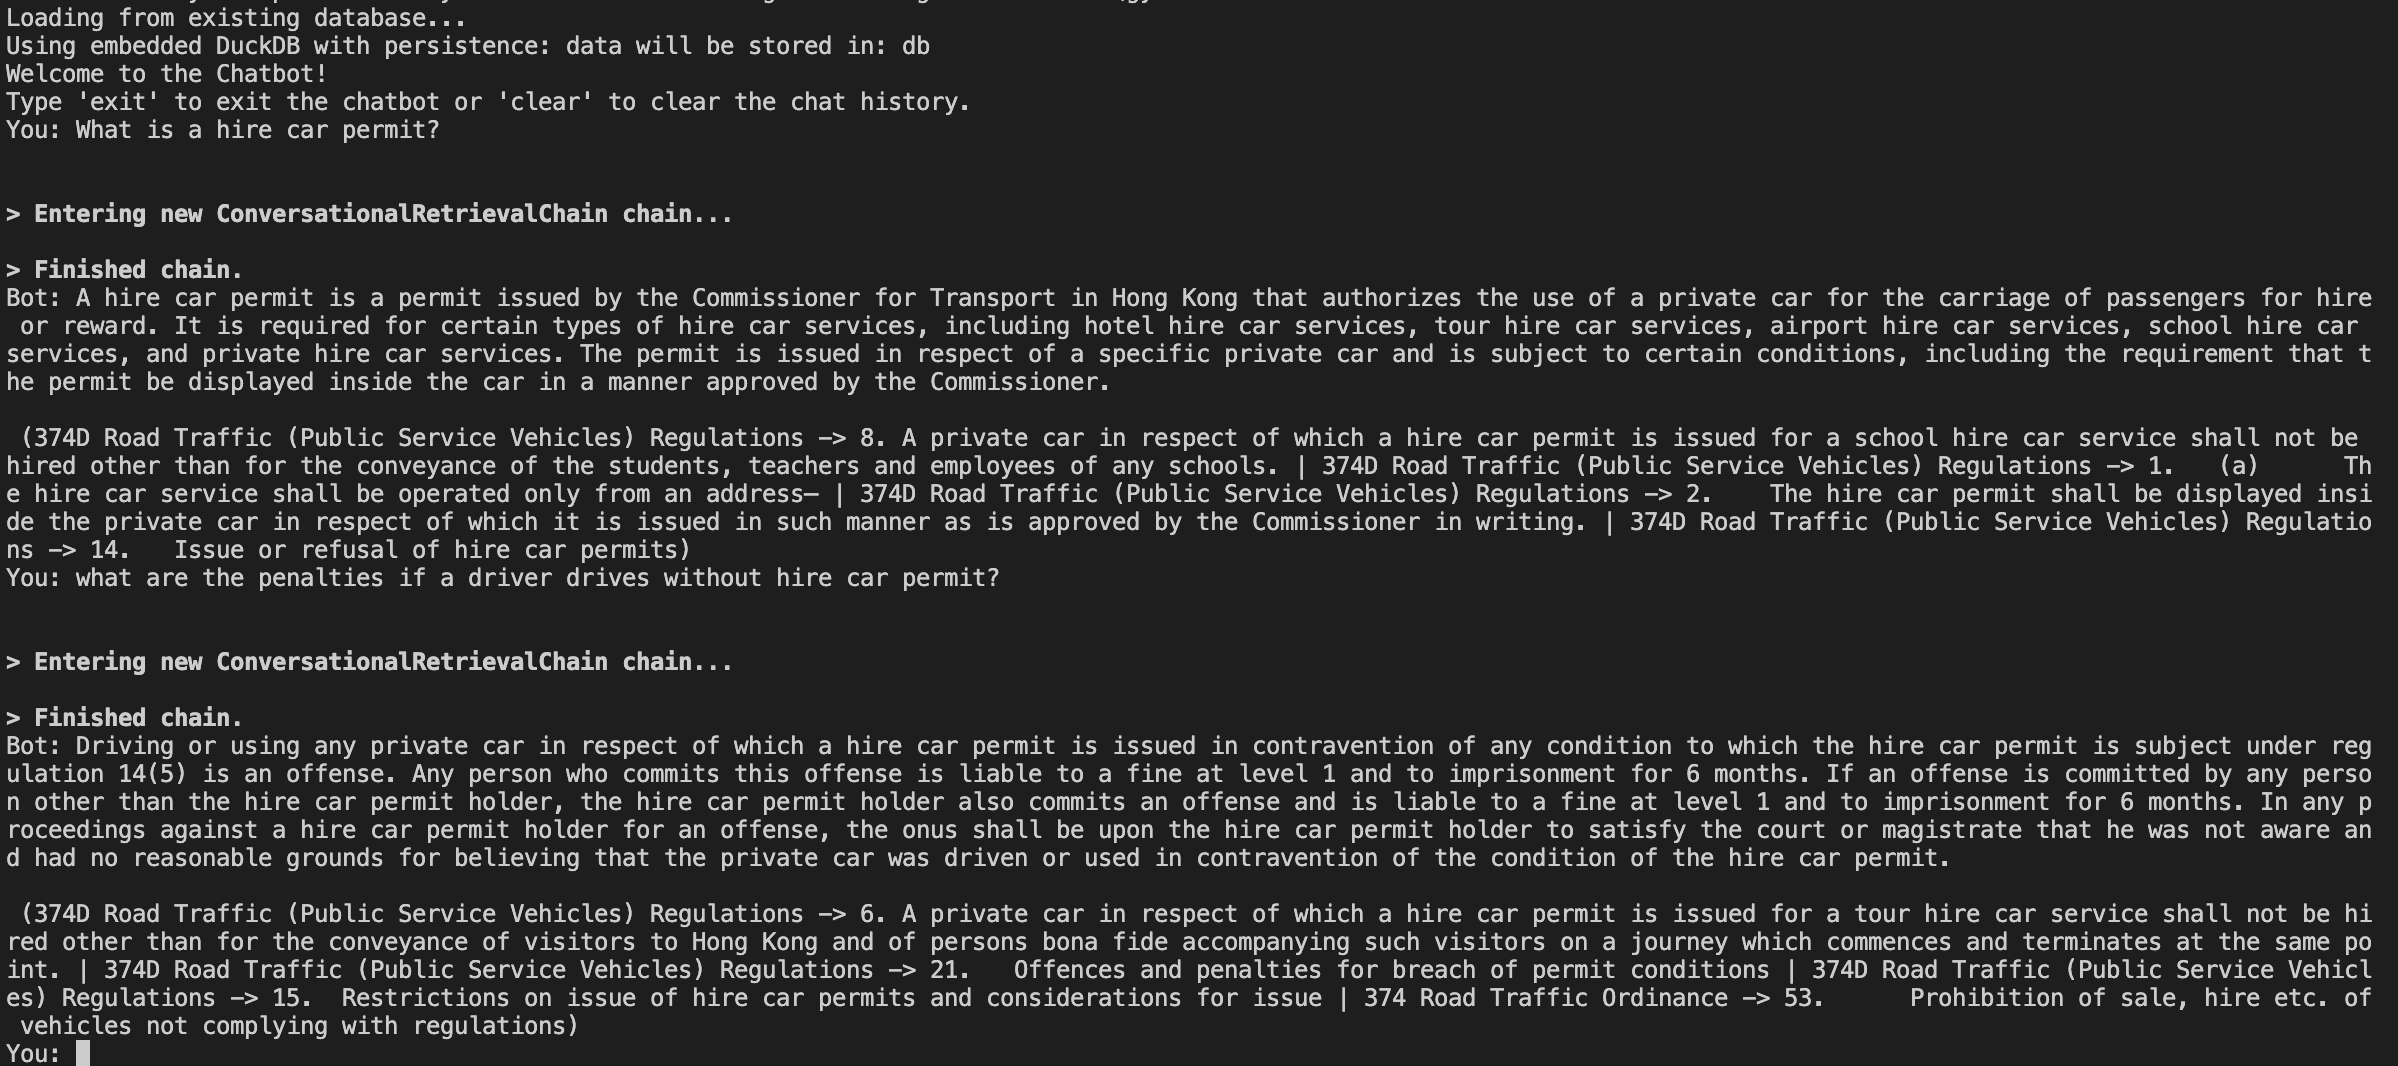 Loading from existing database...
Using embedded DuckDB with persistence: data will be stored in: db
Welcome to the Chatbot!
Type 'exit' to exit the chatbot or 'clear' to clear the chat history.
You: What is a hire car permit?
> Entering new ConversationalRetrievalChain chain...
> Finished chain.
Bot: A hire car permit is a permit issued by the Commissioner for Transport in Hong Kong that authorizes the use of a private car for the carriage of passengers for hire
 or reward. It is required for certain types of hire car services, including hotel hire car services, tour hire car services, airport hire car services, school hire car
services, and private hire car services. The permit is issued in respect of a specific private car and is subject to certain conditions, including the requirement that t
he permit be displayed inside the car in a manner approved by the Commissioner.
 (374D Road Traffic (Public Service Vehicles) Regulations —> 8. A private car in respect of which a hire car permit is issued for a school hire car service shall not be
hired other than for the conveyance of the students, teachers and employees of any schools. | 374D Road Traffic (Public Service Vehicles) Regulations —> 1.   (a)      Th
e hire car service shall be operated only from an address— | 374D Road Traffic (Public Service Vehicles) Regulations —> 2.    The hire car permit shall be displayed insi
de the private car in respect of which it is issued in such manner as is approved by the Commissioner in writing. | 374D Road Traffic (Public Service Vehicles) Regulatio
ns —> 14.   Issue or refusal of hire car permits)
You: what are the penalties if a driver drives without hire car permit?
> Entering new ConversationalRetrievalChain chain...
> Finished chain.
Bot: Driving or using any private car in respect of which a hire car permit is issued in contravention of any condition to which the hire car permit is subject under reg
ulation 14(5) is an offense. Any person who commits this offense is liable to a fine at level 1 and to imprisonment for 6 months. If an offense is committed by any perso
n other than the hire car permit holder, the hire car permit holder also commits an offense and is liable to a fine at level 1 and to imprisonment for 6 months. In any p
roceedings against a hire car permit holder for an offense, the onus shall be upon the hire car permit holder to satisfy the court or magistrate that he was not aware an
d had no reasonable grounds for believing that the private car was driven or used in contravention of the condition of the hire car permit.
 (374D Road Traffic (Public Service Vehicles) Regulations —> 6. A private car in respect of which a hire car permit is issued for a tour hire car service shall not be hi
red other than for the conveyance of visitors to Hong Kong and of persons bona fide accompanying such visitors on a journey which commences and terminates at the same po
int. | 374D Road Traffic (Public Service Vehicles) Regulations —> 21.   Offences and penalties for breach of permit conditions | 374D Road Traffic (Public Service Vehicl
es) Regulations —> 15.  Restrictions on issue of hire car permits and considerations for issue | 374 Road Traffic Ordinance —> 53.      Prohibition of sale, hire etc. of
 vehicles not complying with regulations)
You: